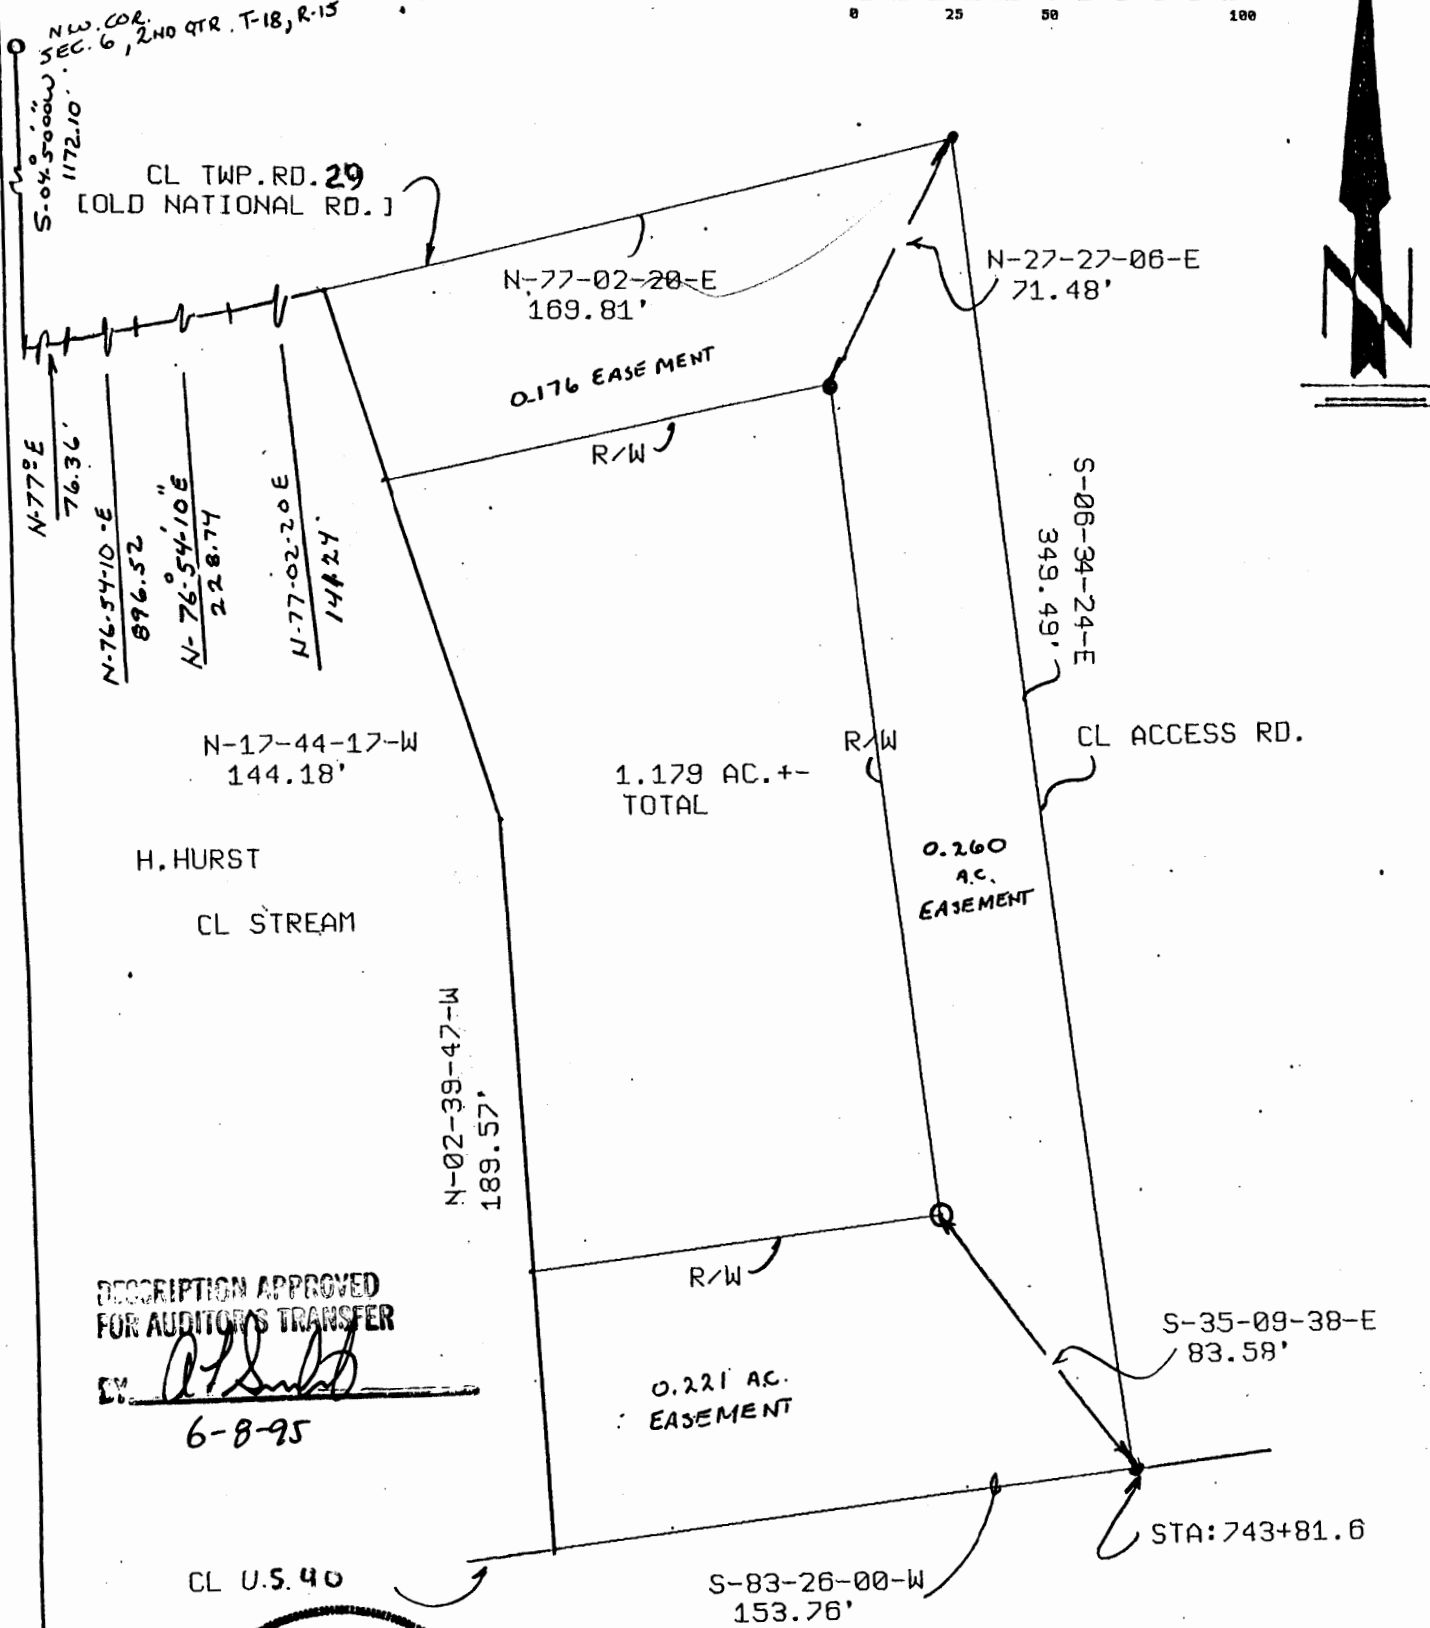 0 25 50 100
N.W. COR.
SEC. 6, 2ND QTR. T-18, R-15
S-04°50'00"W
1172.10'
CL TWP.RD.29
[OLD NATIONAL RD.]
N-77-02-20-E
169.81'
N-27-27-06-E
71.48'
N
0.176 EASEMENT
R/W
N-77°E
76.36'
N-76-54-10-E
896.52
N-76°54'10"E
228.74
N-77-02-20E
S-06-34-24-E
349.49'
N-17-44-17-W
144.18'
1.179 AC.+-
TOTAL
R/W
CL ACCESS RD.
H.HURST
CL STREAM
0.260
A.C.
EASEMENT
N-02-39-47-W
189.57'
R/W
DESCRIPTION APPROVED
FOR AUDITOR'S TRANSFER
BY
6-8-95
0.221 A.C.
EASEMENT
S-35-09-38-E
83.58'
STA:743+81.6
CL U.S.40
S-83-26-00-W
153.76'